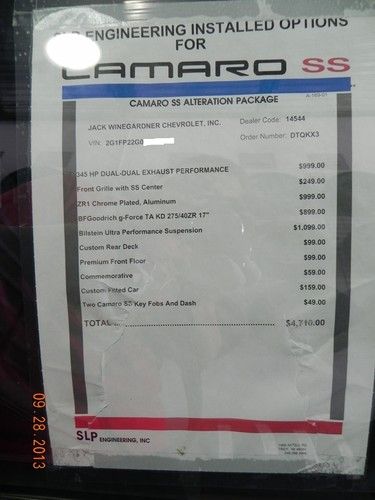 SLP ENGINEERING INSTALLED OPTIONS
FOR
CAMARO SS
A-169-01
CAMARO SS ALTERATION PACKAGE
JACK WINEGARDNER CHEVROLET, INC. Dealer Code: 14544
VIN: 2G1FP22G0 Order Number: DTQKX3
345 HP DUAL-DUAL EXHAUST PERFORMANCE $999.00
Front Grille with SS Center $249.00
ZR1 Chrome Plated, Aluminum $999.00
BFGoodrich g-Force TA KD 275/40ZR 17" $899.00
Bilstein Ultra Performance Suspension $1,099.00
Custom Rear Deck $99.00
Premium Front Floor $99.00
Commemorative $59.00
Custom Fitted Car $159.00
Two Camaro SS Key Fobs And Dash $49.00
TOTAL ................................................ $4,710.00
SLP ENGINEERING, INC
09.28.2013